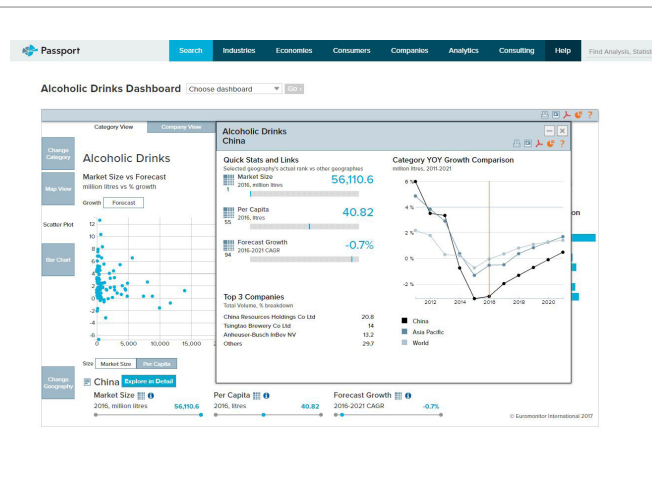 Passport
Search Industries Economies Consumers Companies Analytics Consulting Help Find Analysis, Statist
Alcoholic Drinks Dashboard Choose dashboard Go ›
Category View Company View
Change Category
Map View
Scatter Plot
Bar Chart
Change Geography
Alcoholic Drinks
Market Size vs Forecast
million litres vs % growth
Growth Forecast
12
10
8
6
4
2
0
-2
-4
-6
0 5,000 10,000 15,000
Size Market Size Per Capita
Alcoholic Drinks
China
Quick Stats and Links
Selected geography's actual rank vs other geographies
Market Size
2016, million litres
56,110.6
1
Per Capita
2016, litres
40.82
55
Forecast Growth
2016-2021 CAGR
-0.7%
94
Top 3 Companies
Total Volume, % breakdown
China Resources Holdings Co Ltd 20.8
Tsingtao Brewery Co Ltd 14
Anheuser-Busch InBev NV 13.2
Others 29.7
Category YOY Growth Comparison
million litres, 2011-2021
6 %
4 %
2 %
0 %
-2 %
2012 2014 2016 2018 2020
China
Asia Pacific
World
on
China Explore in Detail
Market Size
2016, million litres 56,110.6
Per Capita
2016, litres 40.82
Forecast Growth
2016-2021 CAGR -0.7%
© Euromonitor International 2017